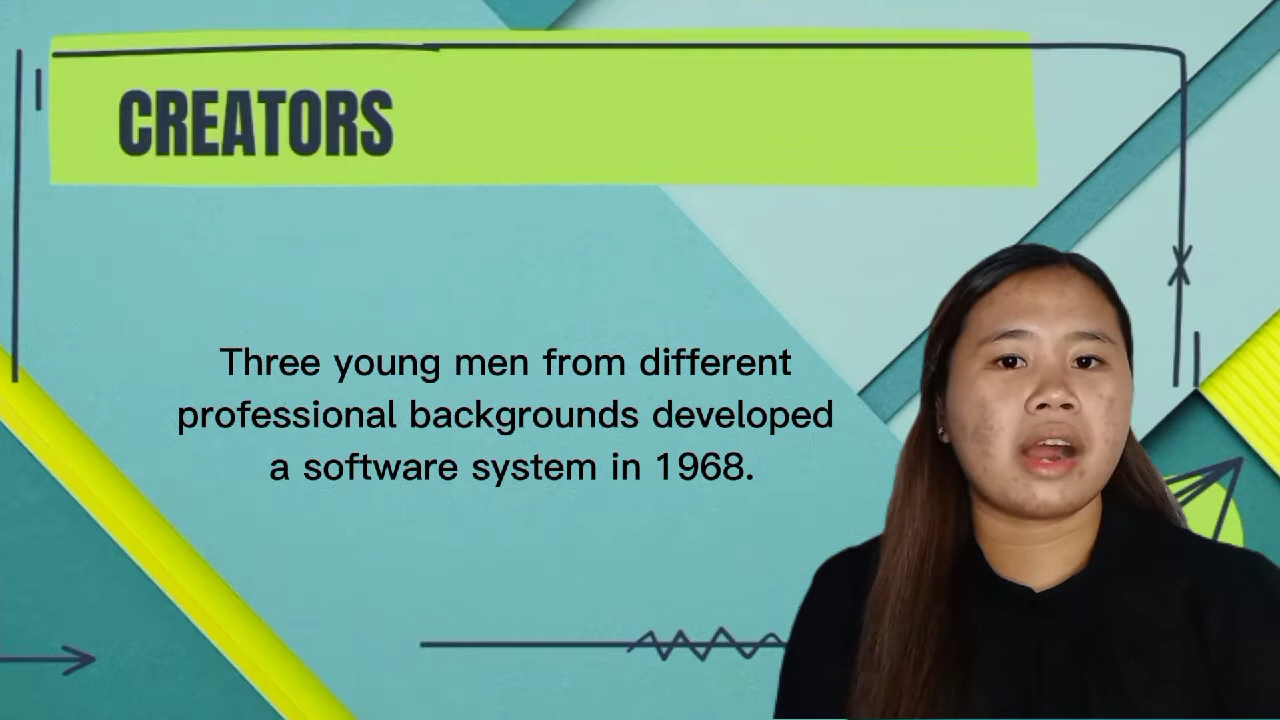 CREATORS
Three young men from different
professional backgrounds developed
a software system in 1968.